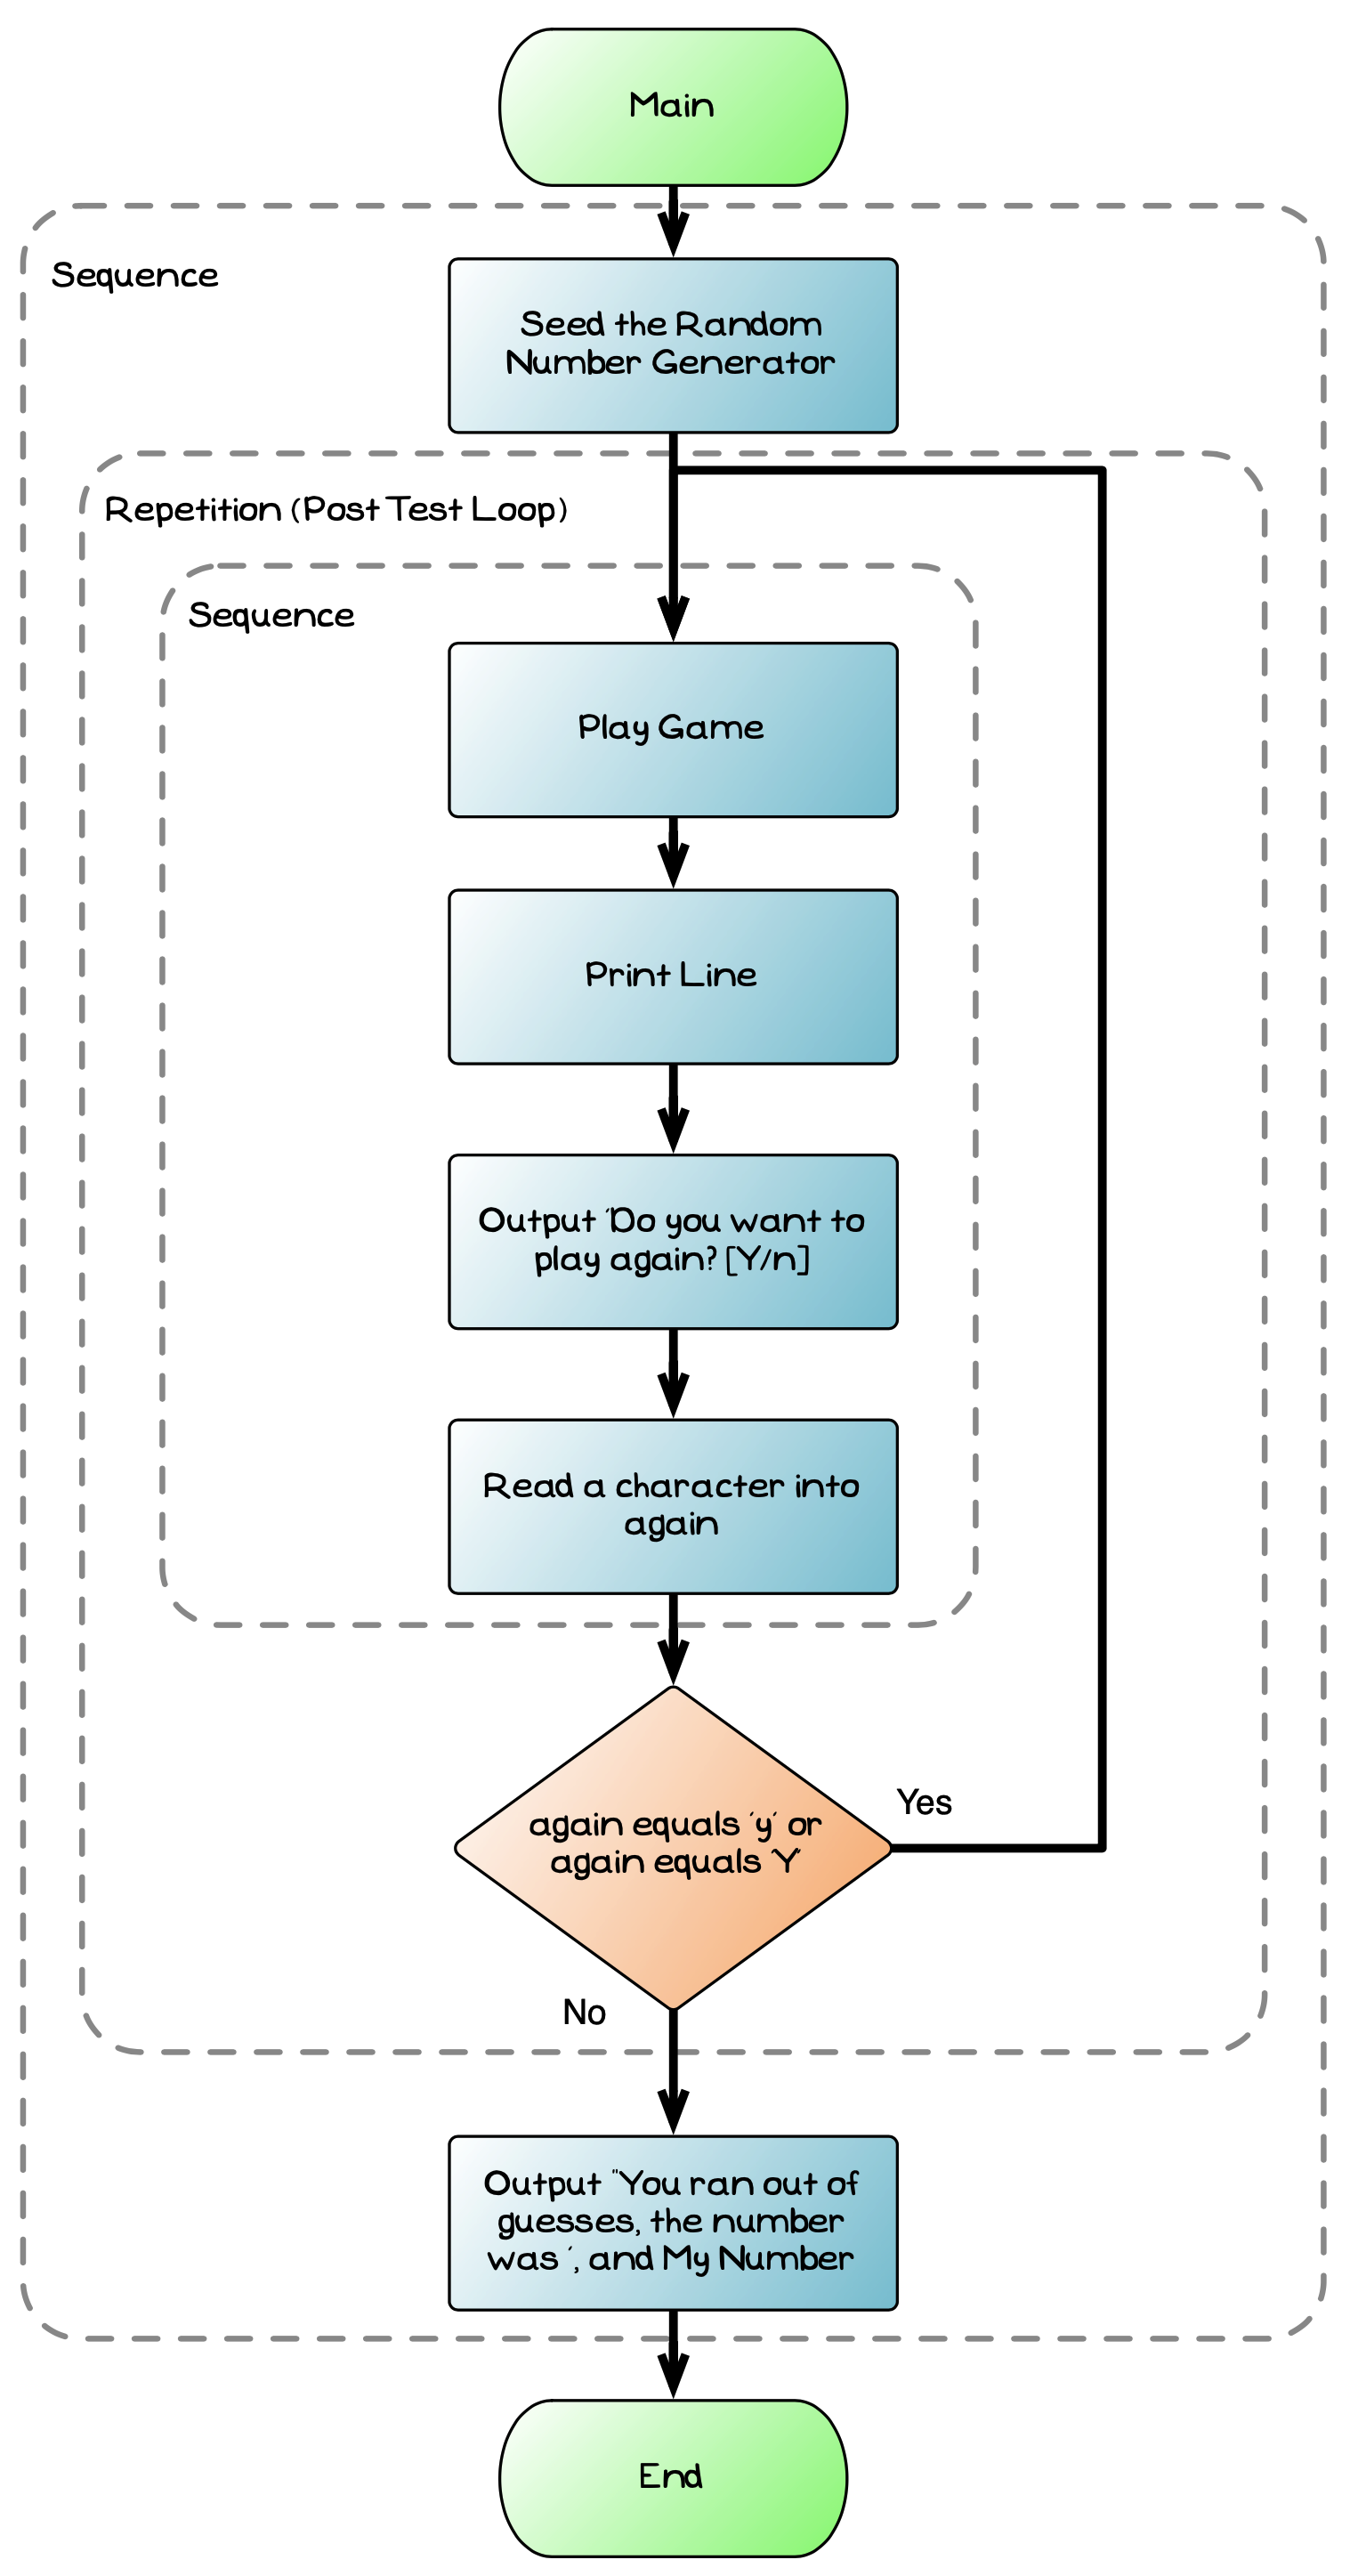 Main
Sequence
Seed the Random
Number Generator
Repetition (Post Test Loop)
Sequence
Play Game
Print Line
Output 'Do you want to
play again? [Y/n]
Read a character into
again
again equals 'y' or
again equals 'Y'
Yes
No
Output "You ran out of
guesses, the number
was ', and My Number
End